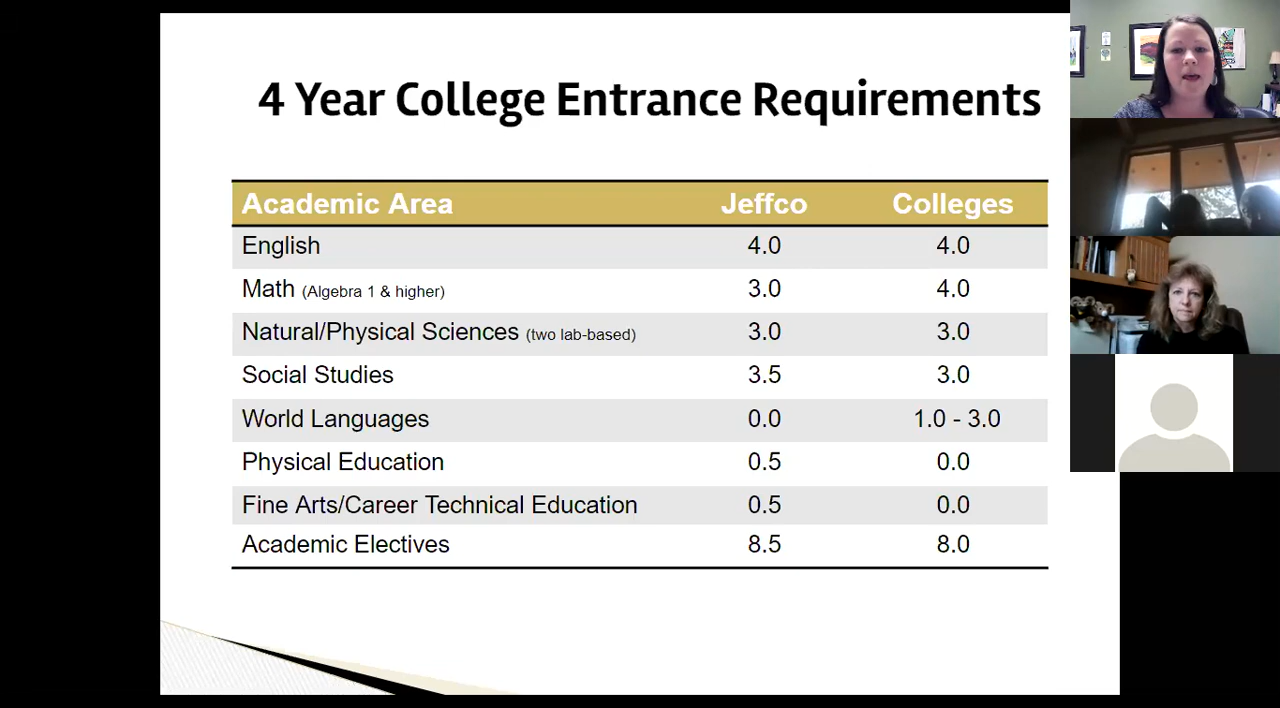 4 Year College Entrance Requirements
Academic Area Jeffco Colleges
English 4.0 4.0
Math (Algebra 1 & higher) 3.0 4.0
Natural/Physical Sciences (two lab-based) 3.0 3.0
Social Studies 3.5 3.0
World Languages 0.0 1.0 - 3.0
Physical Education 0.5 0.0
Fine Arts/Career Technical Education 0.5 0.0
Academic Electives 8.5 8.0